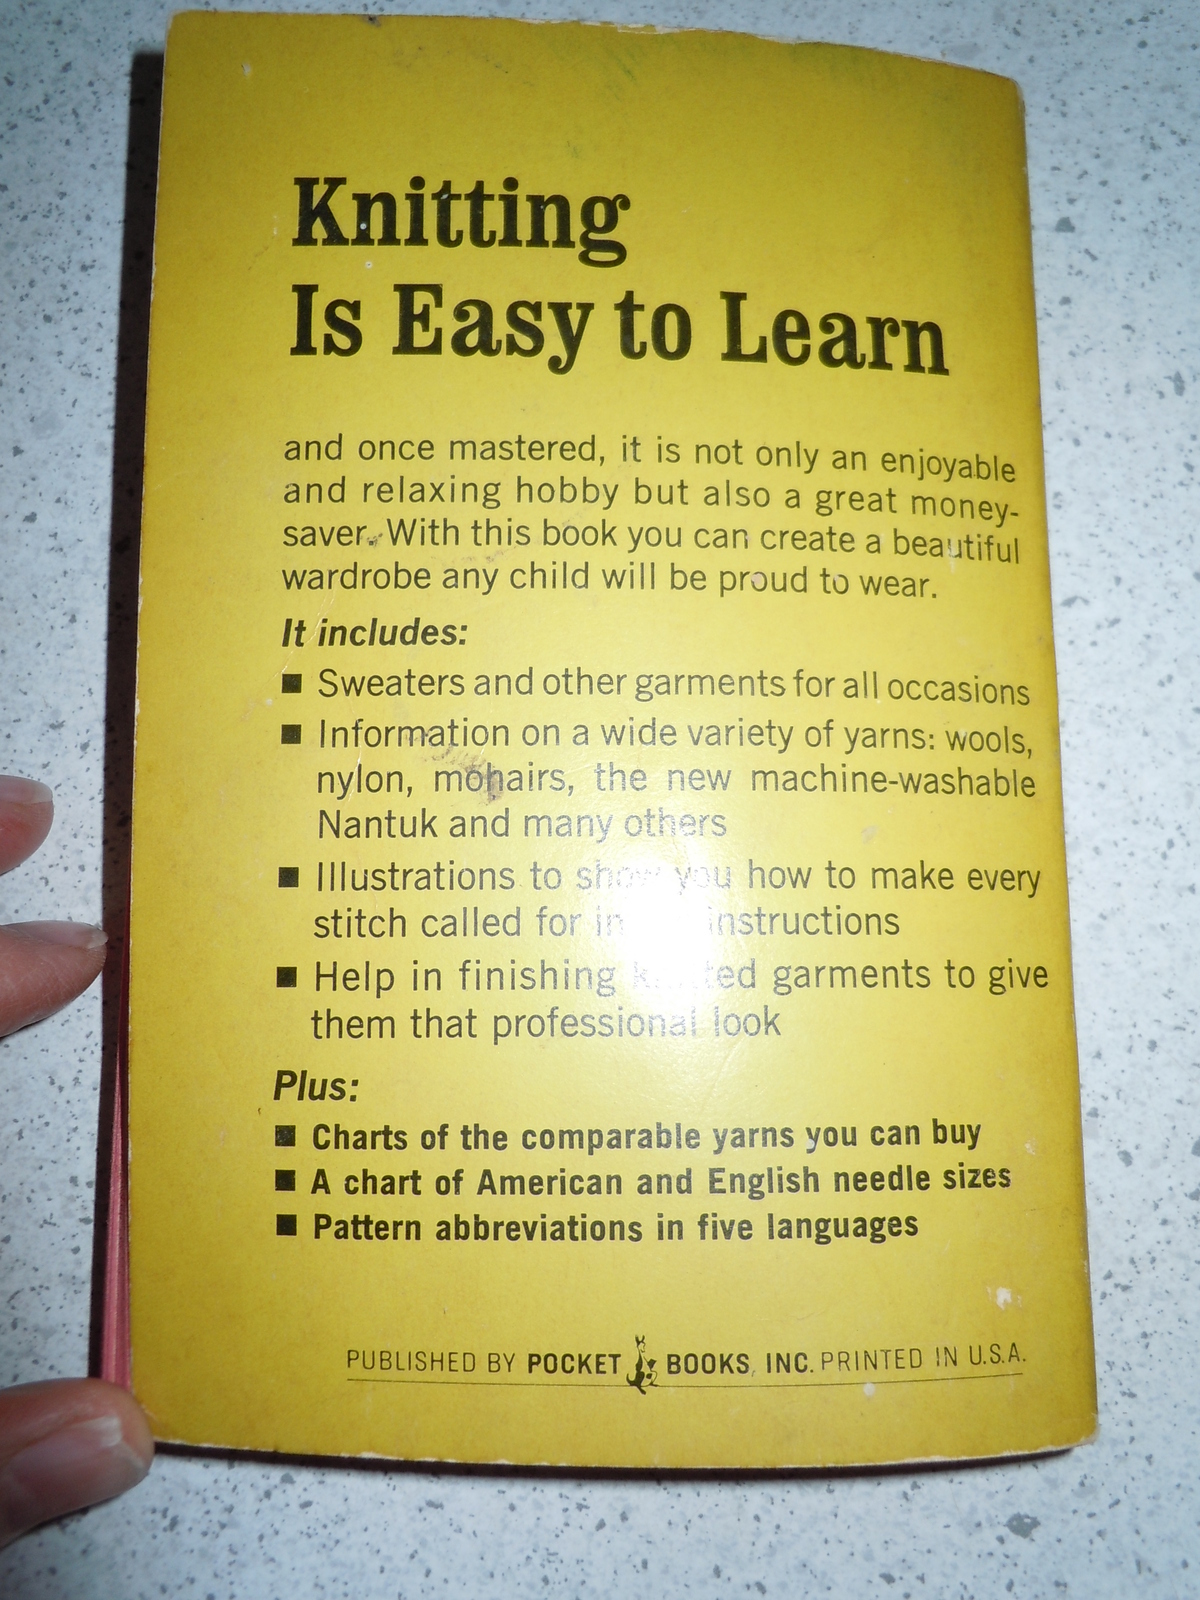 Knitting
Is Easy to Learn
and once mastered, it is not only an enjoyable
and relaxing hobby but also a great money-
saver. With this book you can create a beautiful
wardrobe any child will be proud to wear.
It includes:
■ Sweaters and other garments for all occasions
■ Information on a wide variety of yarns: wools,
nylon, mohairs, the new machine-washable
Nantuk and many others
■ Illustrations to show you how to make every
stitch called for in instructions
■ Help in finishing knitted garments to give
them that professional look
Plus:
■ Charts of the comparable yarns you can buy
■ A chart of American and English needle sizes
■ Pattern abbreviations in five languages
PUBLISHED BY POCKET BOOKS, INC. PRINTED IN U.S.A.